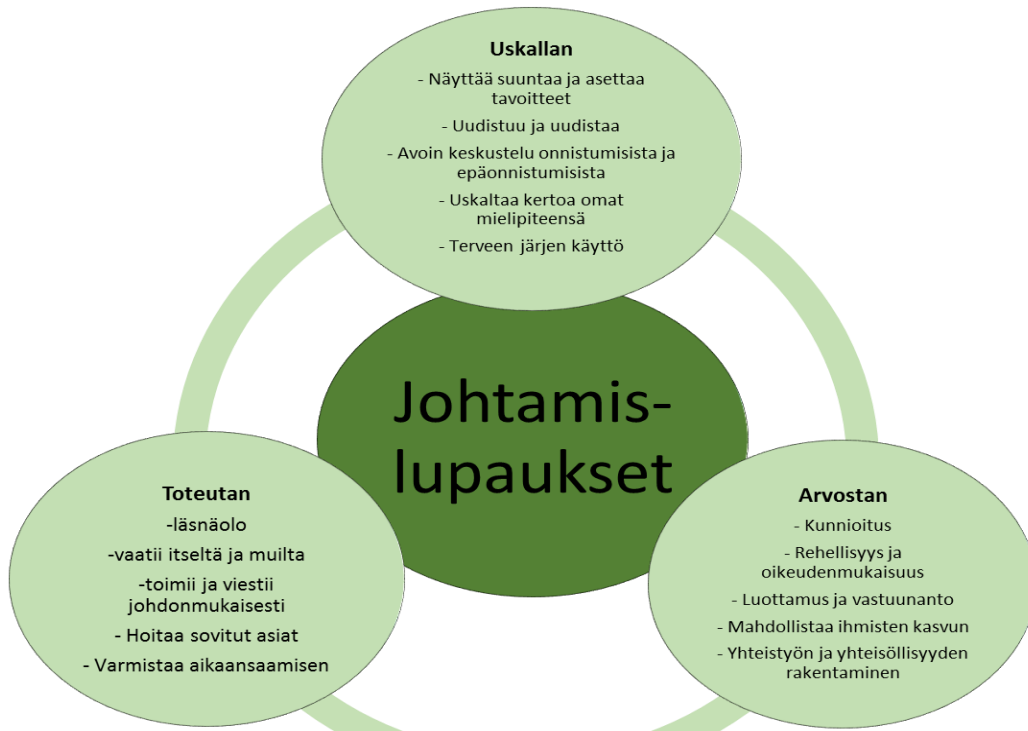 Uskallan
- Näyttää suuntaa ja asettaa
tavoitteet
- Uudistuu ja uudistaa
- Avoin keskustelu onnistumisista ja
epäonnistumisista
- Uskaltaa kertoa omat
mielipiteensä
- Terveen järjen käyttö
Johtamis-
lupaukset
Toteutan
-läsnäolo
-vaatii itseltä ja muilta
-toimii ja viestii
johdonmukaisesti
- Hoitaa sovitut asiat
- Varmistaa aikaansaamisen
Arvostan
- Kunnioitus
- Rehellisyys ja
oikeudenmukaisuus
- Luottamus ja vastuunanto
- Mahdollistaa ihmisten kasvun
- Yhteistyön ja yhteisöllisyyden
rakentaminen